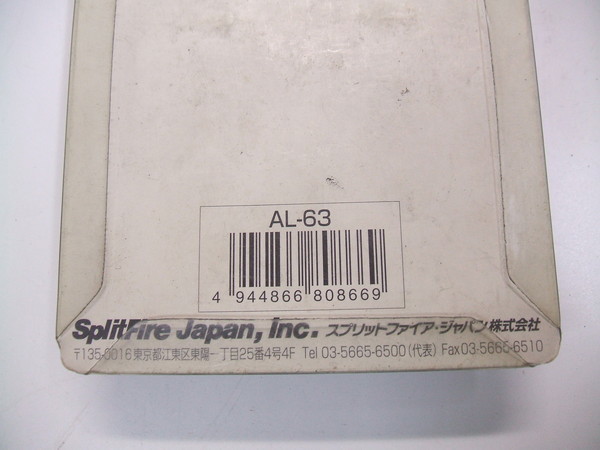 AL-63
4 944866 808669
SplitFire Japan, Inc. スプリットファイア・ジャパン株式会社
〒135-0016 東京都江東区東陽一丁目25番4号4F Tel 03-5665-6500(代表) Fax03-5665-6510